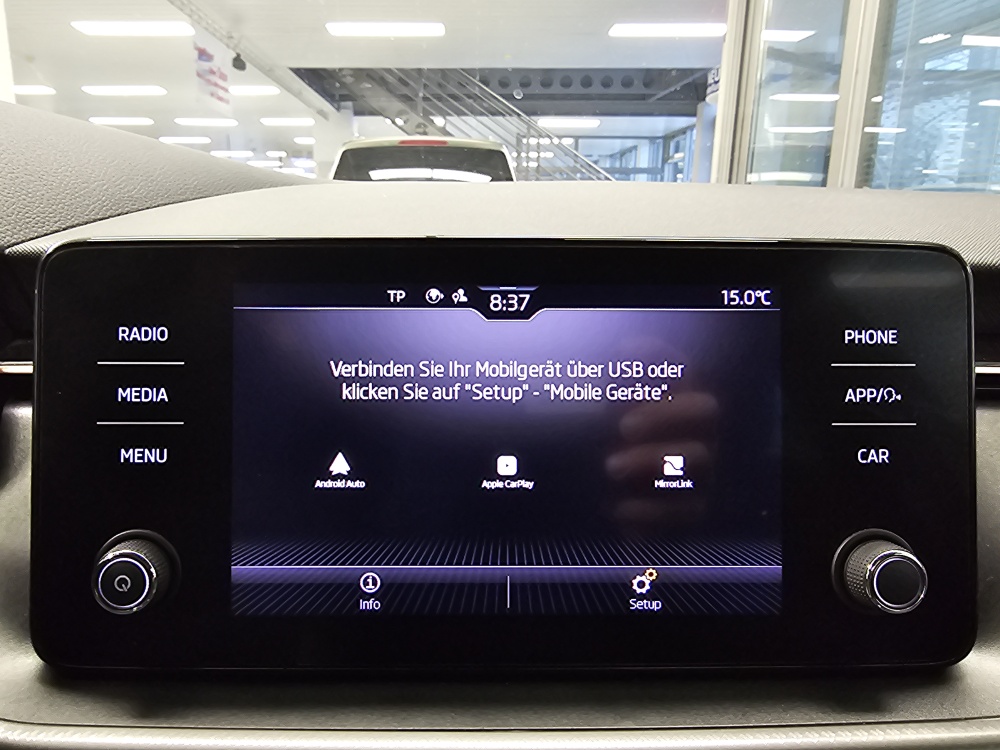 TP 8:37 15.0°C
RADIO
MEDIA
MENU
Verbinden Sie Ihr Mobilgerät über USB oder
klicken Sie auf "Setup" - "Mobile Geräte".
Android Auto Apple CarPlay MirrorLink
Info Setup
PHONE
APP/
CAR